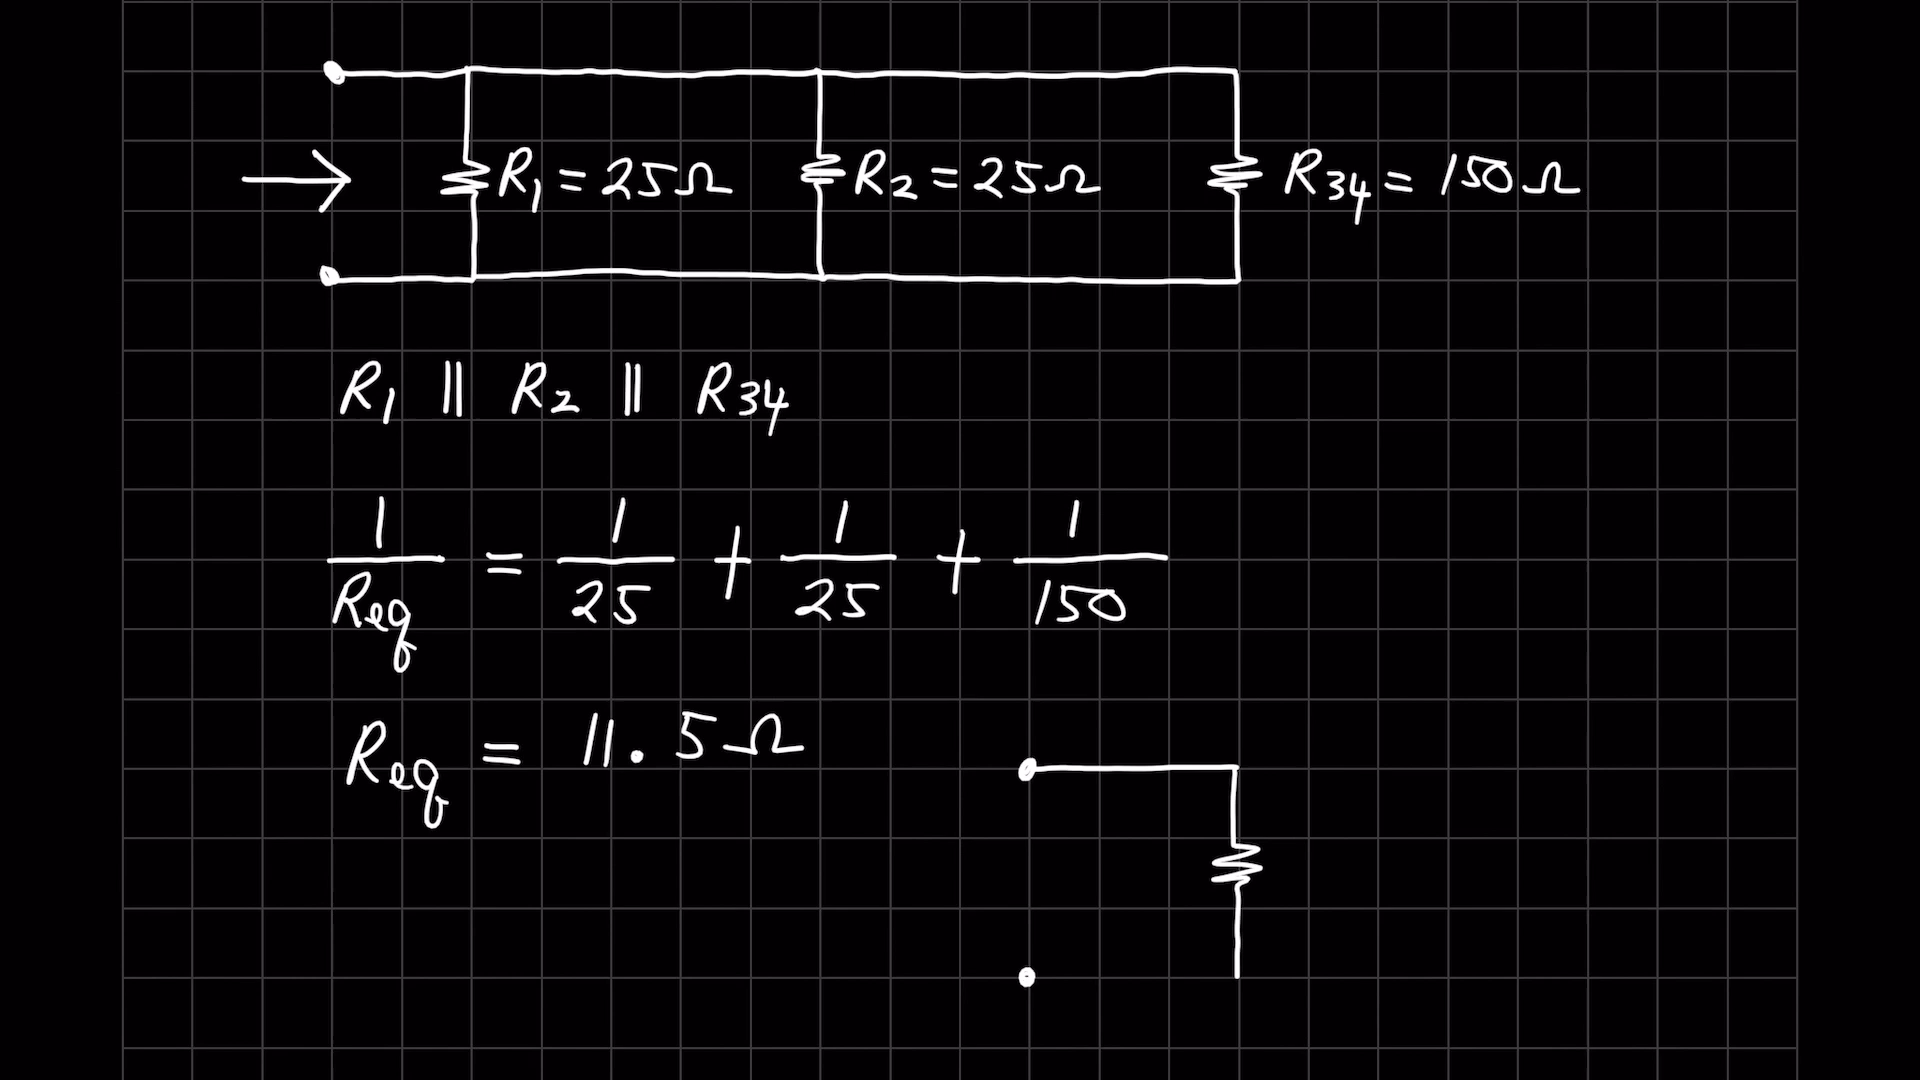 R₁ = 25Ω R₂ = 25Ω R₃₄ = 150Ω
R₁ || R₂ || R₃₄
1/Req = 1/25 + 1/25 + 1/150
Req = 11.5Ω